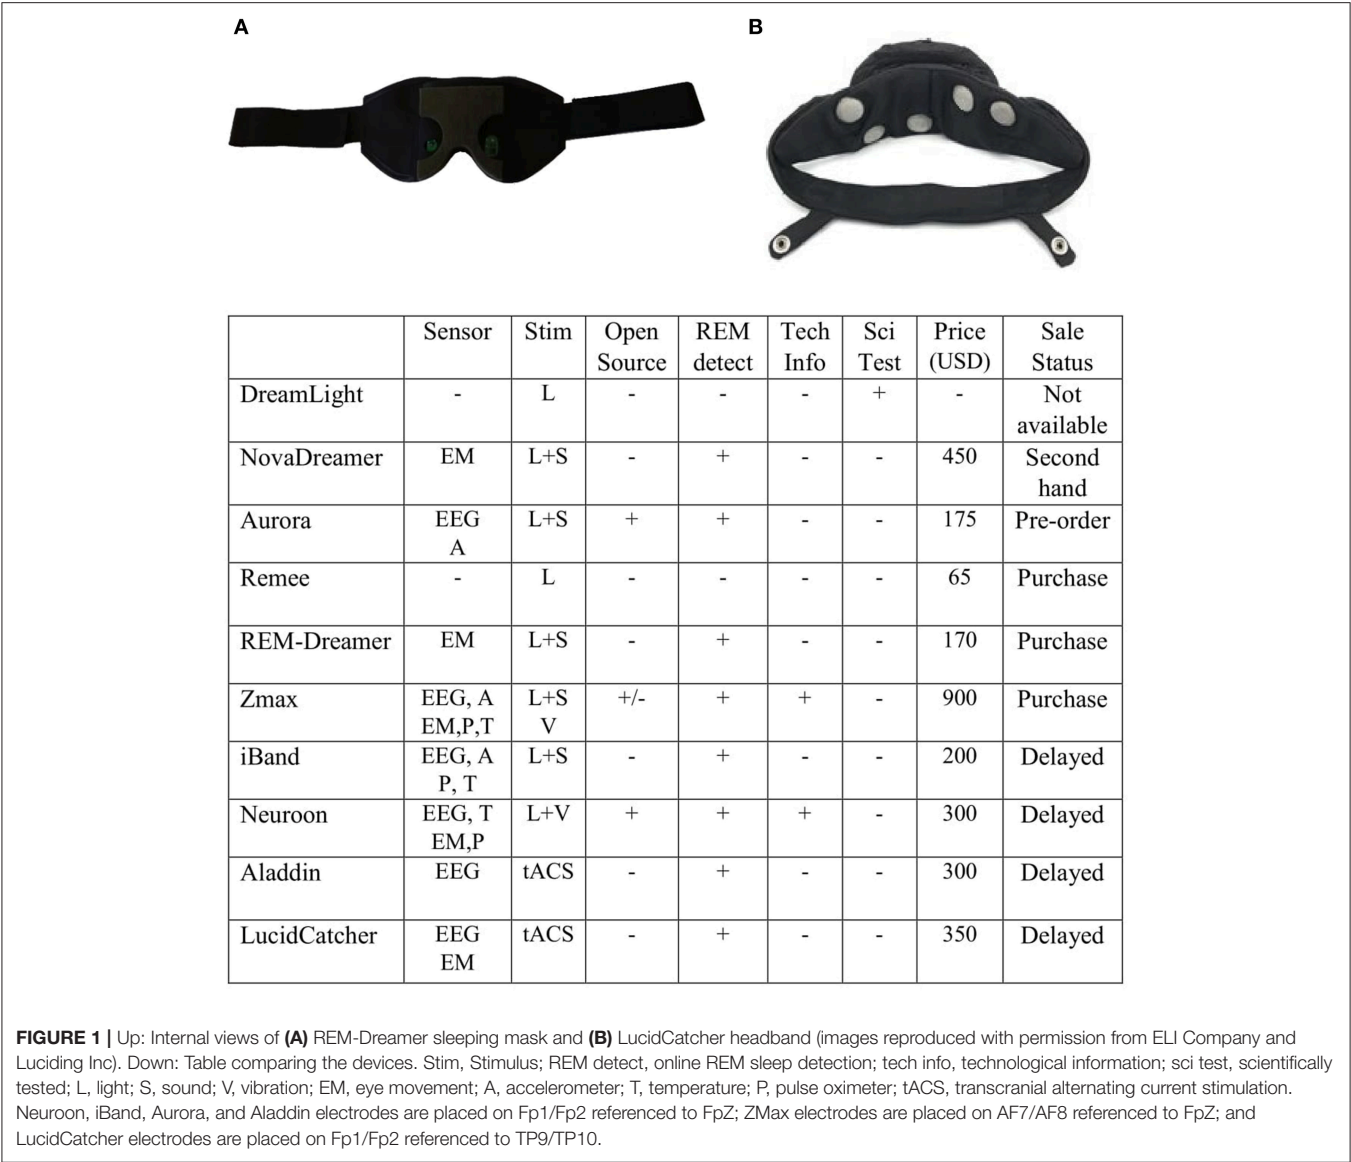 A
B
Sensor Stim Open Source REM detect Tech Info Sci Test Price (USD) Sale Status
DreamLight - L - - - + - Not available
NovaDreamer EM L+S - + - - 450 Second hand
Aurora EEG A L+S + + - - 175 Pre-order
Remee - L - - - - 65 Purchase
REM-Dreamer EM L+S - + - - 170 Purchase
Zmax EEG, A EM,P,T L+S V +/- + + - 900 Purchase
iBand EEG, A P, T L+S - + - - 200 Delayed
Neuroon EEG, T EM,P L+V + + + - 300 Delayed
Aladdin EEG tACS - + - - 300 Delayed
LucidCatcher EEG EM tACS - + - - 350 Delayed
FIGURE 1 | Up: Internal views of (A) REM-Dreamer sleeping mask and (B) LucidCatcher headband (images reproduced with permission from ELI Company and
Luciding Inc). Down: Table comparing the devices. Stim, Stimulus; REM detect, online REM sleep detection; tech info, technological information; sci test, scientifically
tested; L, light; S, sound; V, vibration; EM, eye movement; A, accelerometer; T, temperature; P, pulse oximeter; tACS, transcranial alternating current stimulation.
Neuroon, iBand, Aurora, and Aladdin electrodes are placed on Fp1/Fp2 referenced to FpZ; ZMax electrodes are placed on AF7/AF8 referenced to FpZ; and
LucidCatcher electrodes are placed on Fp1/Fp2 referenced to TP9/TP10.